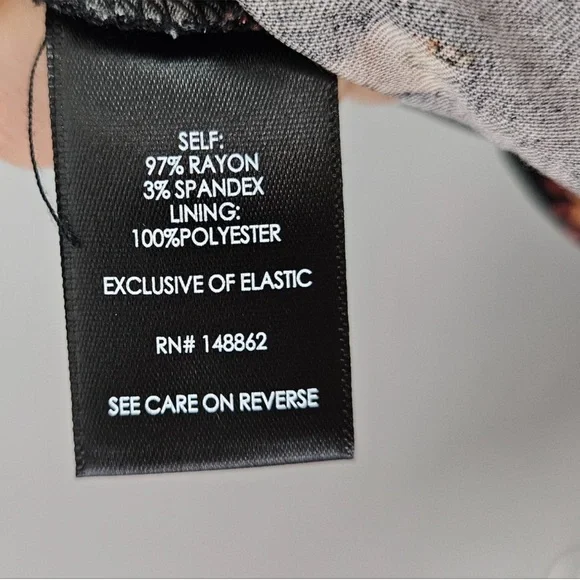 SELF:
97% RAYON
3% SPANDEX
LINING:
100%POLYESTER
EXCLUSIVE OF ELASTIC
RN# 148862
SEE CARE ON REVERSE